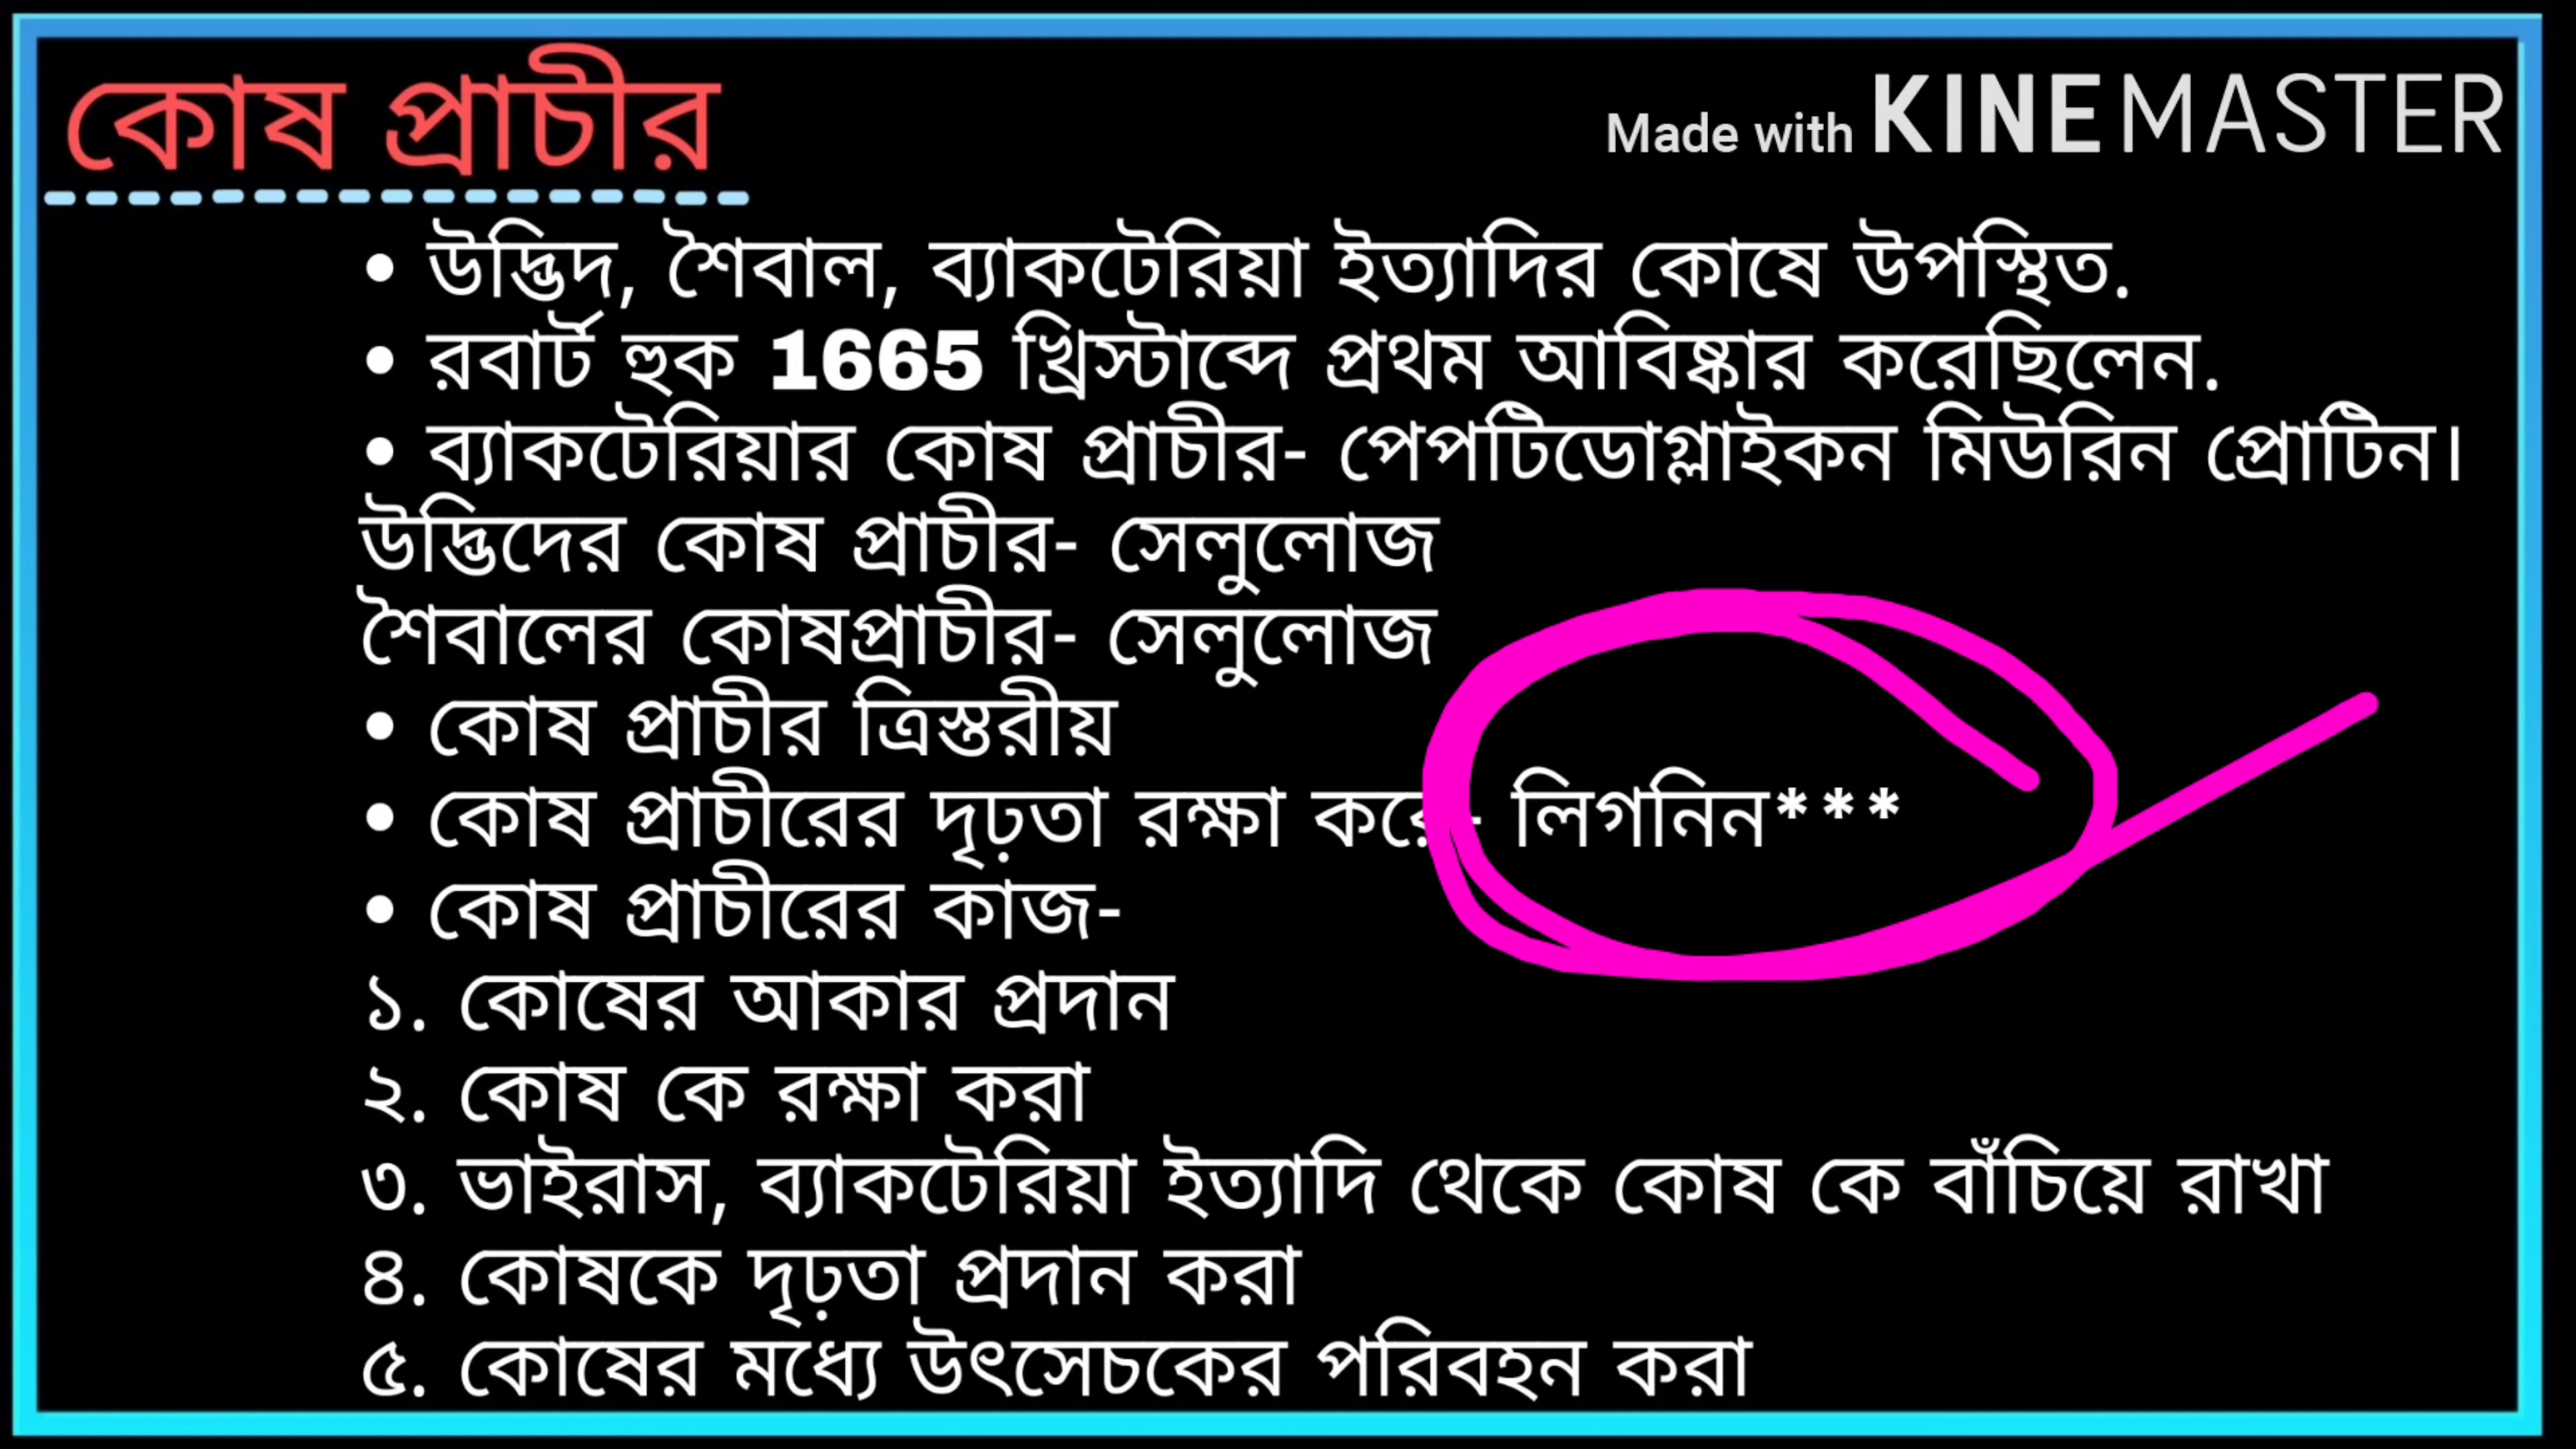 কোষ প্রাচীর
Made with KINEMASTER
• উদ্ভিদ, শৈবাল, ব্যাকটেরিয়া ইত্যাদির কোষে উপস্থিত.
• রবার্ট হুক 1665 খ্রিস্টাব্দে প্রথম আবিষ্কার করেছিলেন.
• ব্যাকটেরিয়ার কোষ প্রাচীর- পেপটিডোগ্লাইকন মিউরিন প্রোটিন।
উদ্ভিদের কোষ প্রাচীর- সেলুলোজ
শৈবালের কোষপ্রাচীর- সেলুলোজ
• কোষ প্রাচীর ত্রিস্তরীয়
• কোষ প্রাচীরের দৃঢ়তা রক্ষা করে- লিগনিন***
• কোষ প্রাচীরের কাজ-
১. কোষের আকার প্রদান
২. কোষ কে রক্ষা করা
৩. ভাইরাস, ব্যাকটেরিয়া ইত্যাদি থেকে কোষ কে বাঁচিয়ে রাখা
৪. কোষকে দৃঢ়তা প্রদান করা
৫. কোষের মধ্যে উৎসেচকের পরিবহন করা